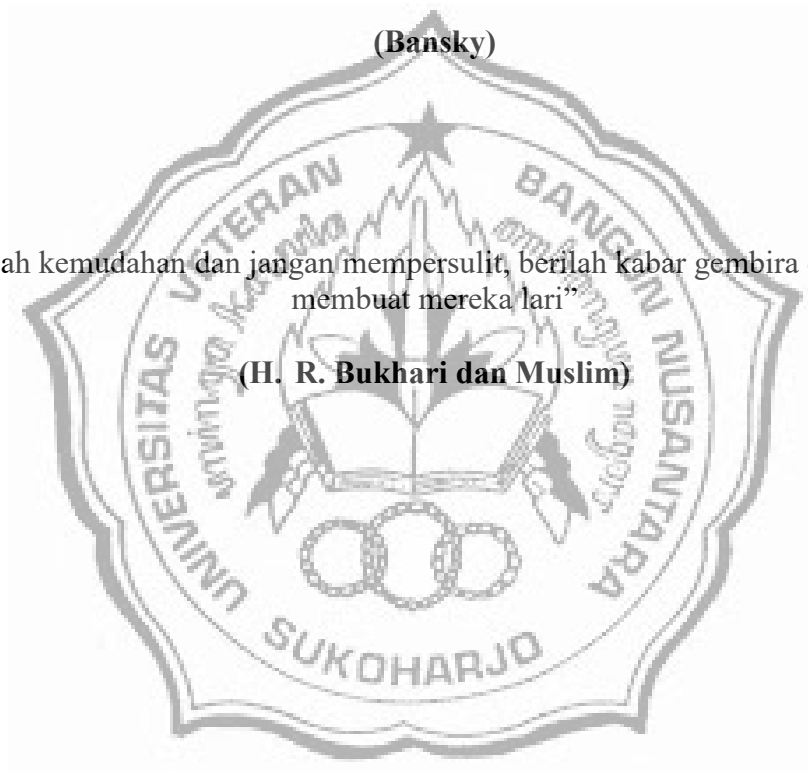 (Bansky)
ah kemudahan dan jangan mempersulit, berilah kabar gembira
membuat mereka lari”
(H. R. Bukhari dan Muslim)
UNIVERSITAS VETERAN BANGUN NUSANTARA
SUKOHARJO